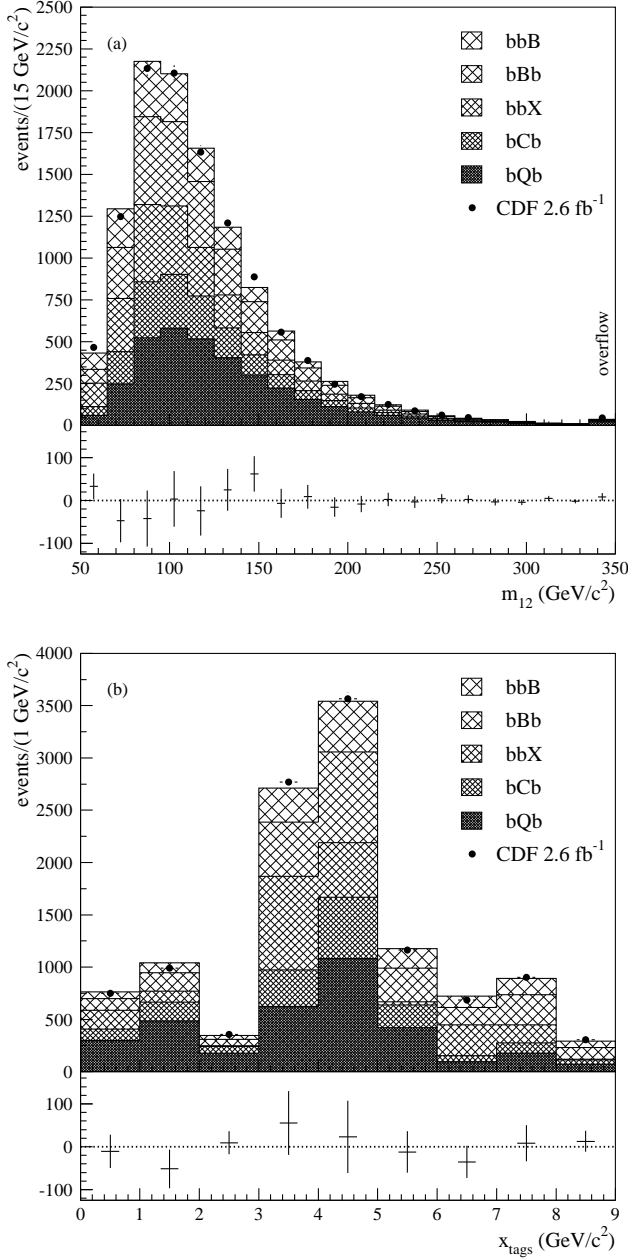 (a)
events/(15 GeV/c²)
2500
2250
2000
1750
1500
1250
1000
750
500
250
0
bbB
bBb
bbX
bCb
bQb
CDF 2.6 fb⁻¹
overflow
100
0
-100
50 100 150 200 250 300 350
m₁₂ (GeV/c²)
(b)
events/(1 GeV/c²)
4000
3500
3000
2500
2000
1500
1000
500
0
bbB
bBb
bbX
bCb
bQb
CDF 2.6 fb⁻¹
100
0
-100
0 1 2 3 4 5 6 7 8 9
x_tags (GeV/c²)